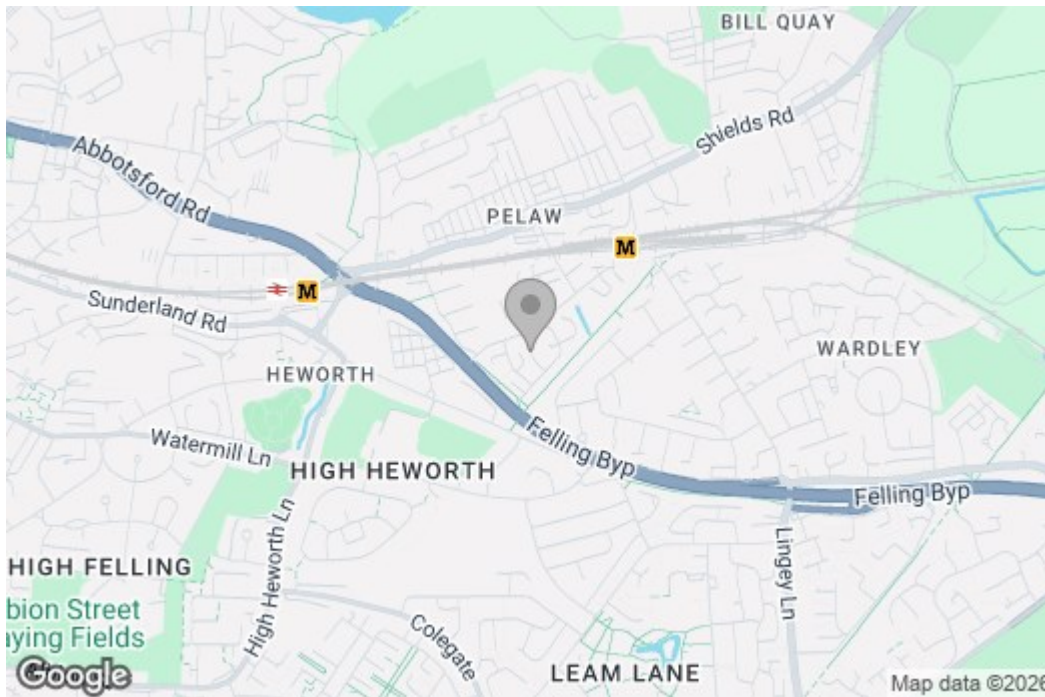 BILL QUAY
Shields Rd
Abbotsford Rd
PELAW
M
M
Sunderland Rd
WARDLEY
HEWORTH
Watermill Ln
Felling Byp
HIGH HEWORTH
Felling Byp
High Heworth Ln
Lingey Ln
HIGH FELLING
bion Street
aying Fields
Colegate
LEAM LANE
Google
Map data ©2026